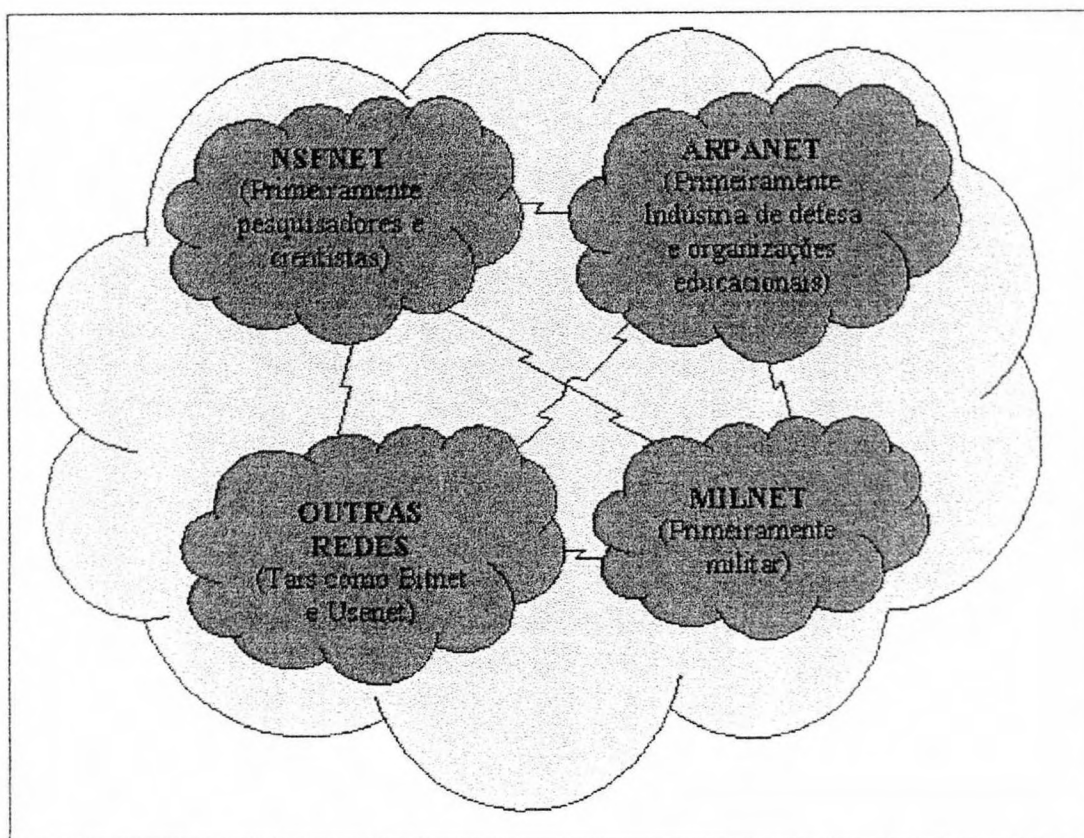 NSFNET
(Primeiramente
pesquisadores e
cientistas)
ARPANET
(Primeiramente
Indústria de defesa
e organizações
educacionais)
OUTRAS
REDES
(Tais como Bitnet
e Usenet)
MILNET
(Primeiramente
militar)